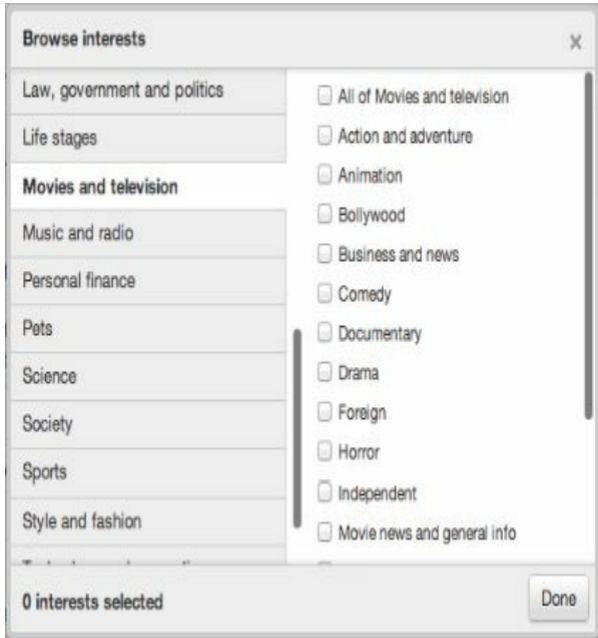 Browse interests
x
Law, government and politics
Life stages
Movies and television
Music and radio
Personal finance
Pets
Science
Society
Sports
Style and fashion
All of Movies and television
Action and adventure
Animation
Bollywood
Business and news
Comedy
Documentary
Drama
Foreign
Horror
Independent
Movie news and general info
0 interests selected
Done